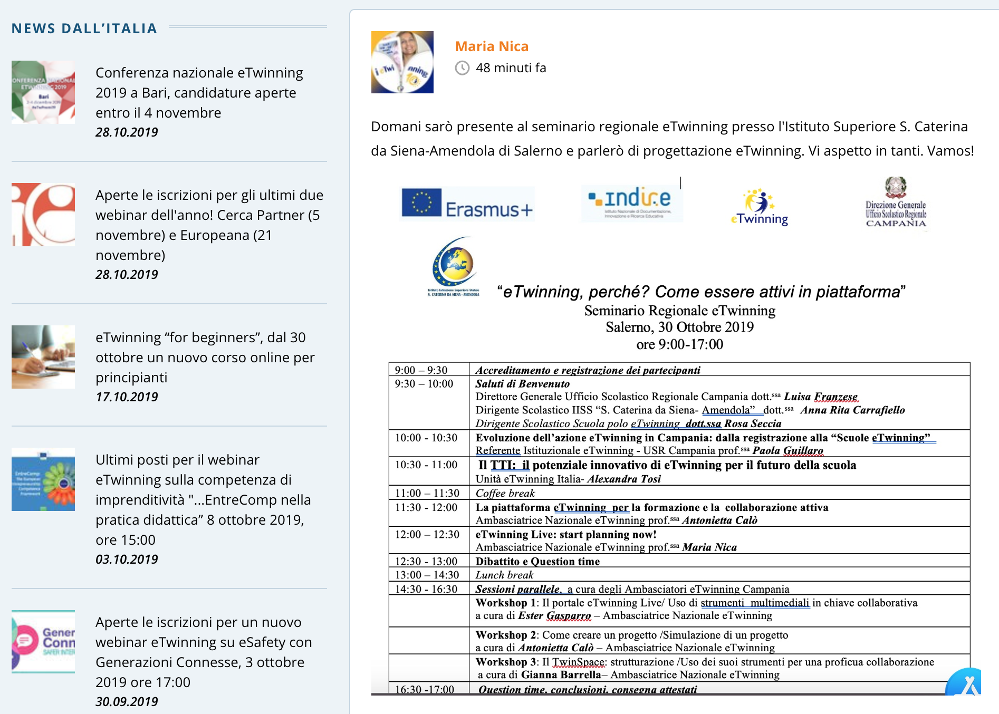 NEWS DALL’ITALIA
CONFERENZA NAZIONALE
ETWINNING 2019
Bari
Conferenza nazionale eTwinning
2019 a Bari, candidature aperte
entro il 4 novembre
28.10.2019
Aperte le iscrizioni per gli ultimi due
webinar dell'anno! Cerca Partner (5
novembre) e Europeana (21
novembre)
28.10.2019
eTwinning “for beginners”, dal 30
ottobre un nuovo corso online per
principianti
17.10.2019
EntreComp:
Ultimi posti per il webinar
eTwinning sulla competenza di
imprenditività "...EntreComp nella
pratica didattica” 8 ottobre 2019,
ore 15:00
03.10.2019
Gener
Conn
SAFER INTER
Aperte le iscrizioni per un nuovo
webinar eTwinning su eSafety con
Generazioni Connesse, 3 ottobre
2019 ore 17:00
30.09.2019
i eTwi nning
10
Maria Nica
48 minuti fa
Domani sarò presente al seminario regionale eTwinning presso l'Istituto Superiore S. Caterina
da Siena-Amendola di Salerno e parlerò di progettazione eTwinning. Vi aspetto in tanti. Vamos!
Erasmus+
indire
Istituto Nazionale di Documentazione,
Innovazione e Ricerca Educativa
eTwinning
Direzione Generale
Ufficio Scolastico Regionale
CAMPANIA
Istituto Istruzione Superiore Statale
S. CATERINA DA SIENA - AMENDOLA
“eTwinning, perché? Come essere attivi in piattaforma”
Seminario Regionale eTwinning
Salerno, 30 Ottobre 2019
ore 9:00-17:00
9:00 – 9:30 Accreditamento e registrazione dei partecipanti
9:30 – 10:00 Saluti di Benvenuto
Direttore Generale Ufficio Scolastico Regionale Campania dott.ssa Luisa Franzese
Dirigente Scolastico IISS “S. Caterina da Siena- Amendola” dott.ssa Anna Rita Carrafiello
Dirigente Scolastico Scuola polo eTwinning dott.ssa Rosa Seccia
10:00 - 10:30 Evoluzione dell’azione eTwinning in Campania: dalla registrazione alla “Scuole eTwinning”
Referente Istituzionale eTwinning - USR Campania prof.ssa Paola Guillaro
10:30 - 11:00 Il TTI: il potenziale innovativo di eTwinning per il futuro della scuola
Unità eTwinning Italia- Alexandra Tosi
11:00 – 11:30 Coffee break
11:30 - 12:00 La piattaforma eTwinning per la formazione e la collaborazione attiva
Ambasciatrice Nazionale eTwinning prof.ssa Antonietta Calò
12:00 – 12:30 eTwinning Live: start planning now!
Ambasciatrice Nazionale eTwinning prof.ssa Maria Nica
12:30 - 13:00 Dibattito e Question time
13:00 – 14:30 Lunch break
14:30 - 16:30 Sessioni parallele, a cura degli Ambasciatori eTwinning Campania
Workshop 1: Il portale eTwinning Live/ Uso di strumenti multimediali in chiave collaborativa
a cura di Ester Gasparro – Ambasciatrice Nazionale eTwinning
Workshop 2: Come creare un progetto /Simulazione di un progetto
a cura di Antonietta Calò – Ambasciatrice Nazionale eTwinning
Workshop 3: Il TwinSpace: strutturazione /Uso dei suoi strumenti per una proficua collaborazione
a cura di Gianna Barrella– Ambasciatrice Nazionale eTwinning
16:30 -17:00 Question time, conclusioni, consegna attestati